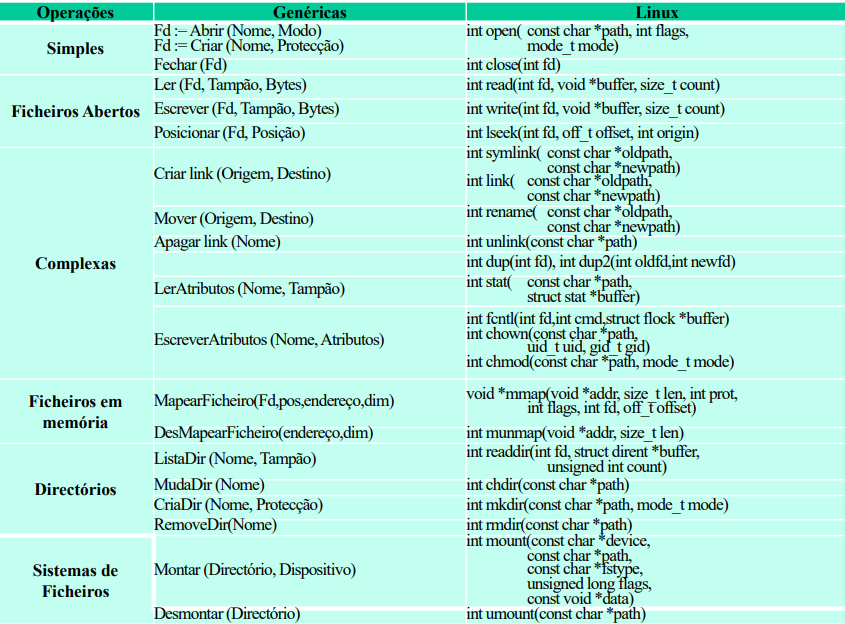 Operações Genéricas Linux
Simples
Fd := Abrir (Nome, Modo)
Fd := Criar (Nome, Protecção)
int open( const char *path, int flags,
mode_t mode)
Fechar (Fd) int close(int fd)
Ficheiros Abertos
Ler (Fd, Tampão, Bytes) int read(int fd, void *buffer, size_t count)
Escrever (Fd, Tampão, Bytes) int write(int fd, void *buffer, size_t count)
Posicionar (Fd, Posição) int lseek(int fd, off_t offset, int origin)
Complexas
Criar link (Origem, Destino)
int symlink( const char *oldpath,
const char *newpath)
int link( const char *oldpath,
const char *newpath)
Mover (Origem, Destino)
int rename( const char *oldpath,
const char *newpath)
Apagar link (Nome) int unlink(const char *path)
int dup(int fd), int dup2(int oldfd,int newfd)
LerAtributos (Nome, Tampão)
int stat( const char *path,
struct stat *buffer)
EscreverAtributos (Nome, Atributos)
int fcntl(int fd,int cmd,struct flock *buffer)
int chown(const char *path,
uid_t uid, gid_t gid)
int chmod(const char *path, mode_t mode)
Ficheiros em
memória
MapearFicheiro(Fd,pos,endereço,dim)
void *mmap(void *addr, size_t len, int prot,
int flags, int fd, off_t offset)
DesMapearFicheiro(endereço,dim) int munmap(void *addr, size_t len)
Directórios
ListaDir (Nome, Tampão)
int readdir(int fd, struct dirent *buffer,
unsigned int count)
MudaDir (Nome) int chdir(const char *path)
CriaDir (Nome, Protecção) int mkdir(const char *path, mode_t mode)
RemoveDir(Nome) int rmdir(const char *path)
Sistemas de
Ficheiros
Montar (Directório, Dispositivo)
int mount(const char *device,
const char *path,
const char *fstype,
unsigned long flags,
const void *data)
Desmontar (Directório) int umount(const char *path)